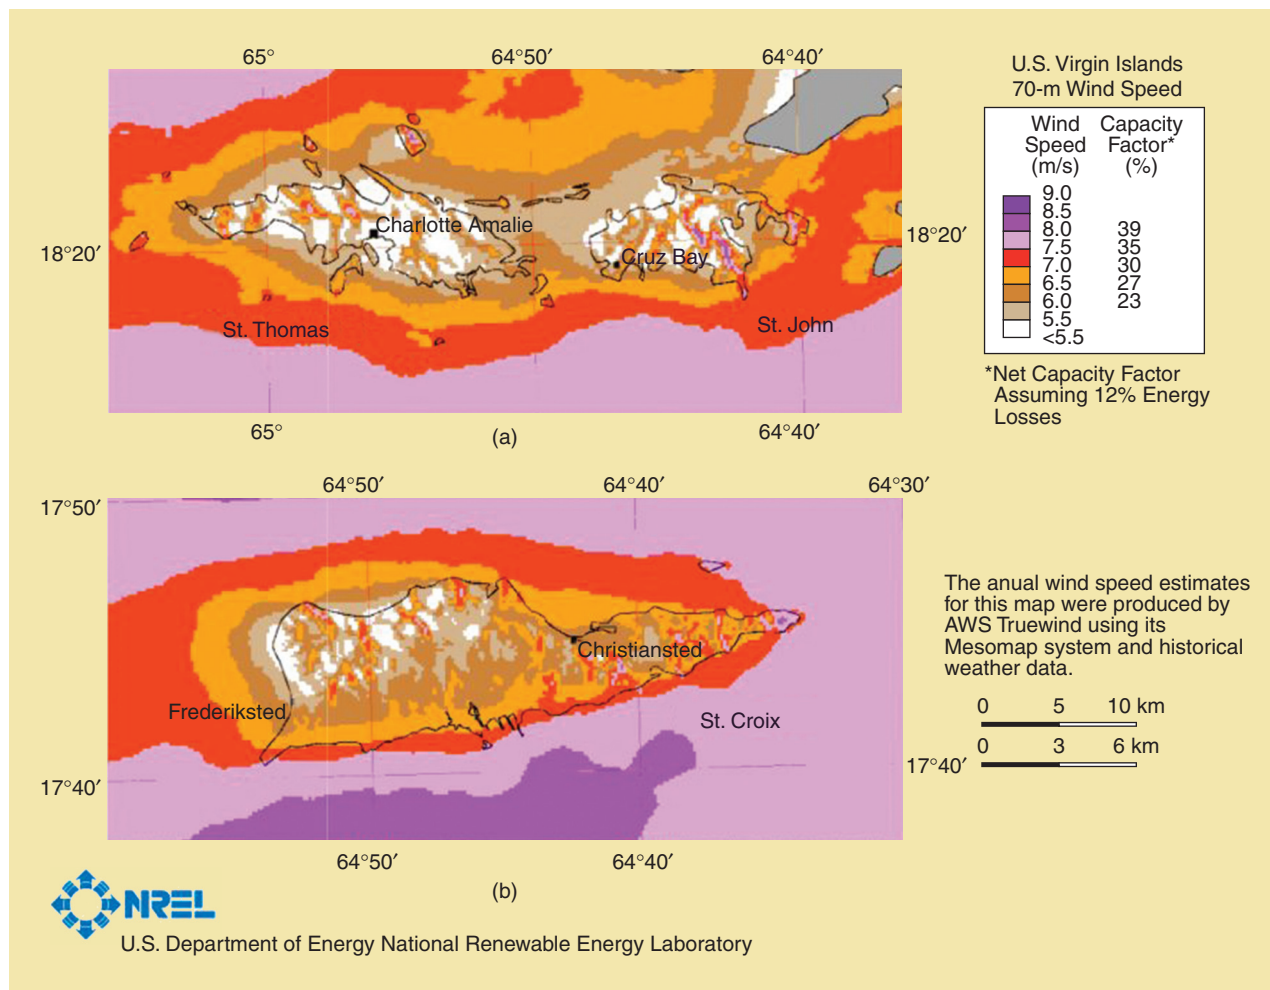 65°
64°50′
64°40′
U.S. Virgin Islands
70-m Wind Speed
Wind
Speed
(m/s)
Capacity
Factor*
(%)
9.0
8.5
8.0 39
7.5 35
7.0 30
6.5 27
6.0 23
5.5
<5.5
*Net Capacity Factor
Assuming 12% Energy
Losses
18°20′
18°20′
Charlotte Amalie
Cruz Bay
St. Thomas
St. John
65°
(a)
64°40′
64°50′
64°40′
64°30′
17°50′
Christiansted
Frederiksted
St. Croix
17°40′
17°40′
The anual wind speed estimates
for this map were produced by
AWS Truewind using its
Mesomap system and historical
weather data.
0 5 10 km
0 3 6 km
64°50′
64°40′
(b)
NREL
U.S. Department of Energy National Renewable Energy Laboratory